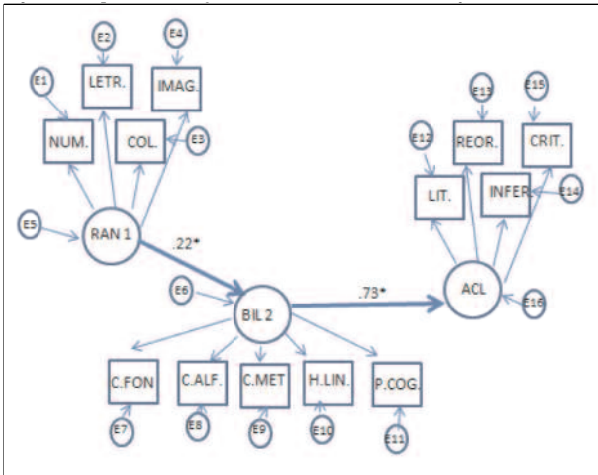 E4
E2
E1
LETR.
IMAG.
NUM.
COL.
E3
E5
RAN 1
.22*
E13
E15
E12
REOR.
CRIT.
LIT.
INFER.
E14
E6
BIL 2
.73*
ACL
E16
C.FON
C.ALF.
C.MET
H.LIN.
P.COG.
E7
E8
E9
E10
E11